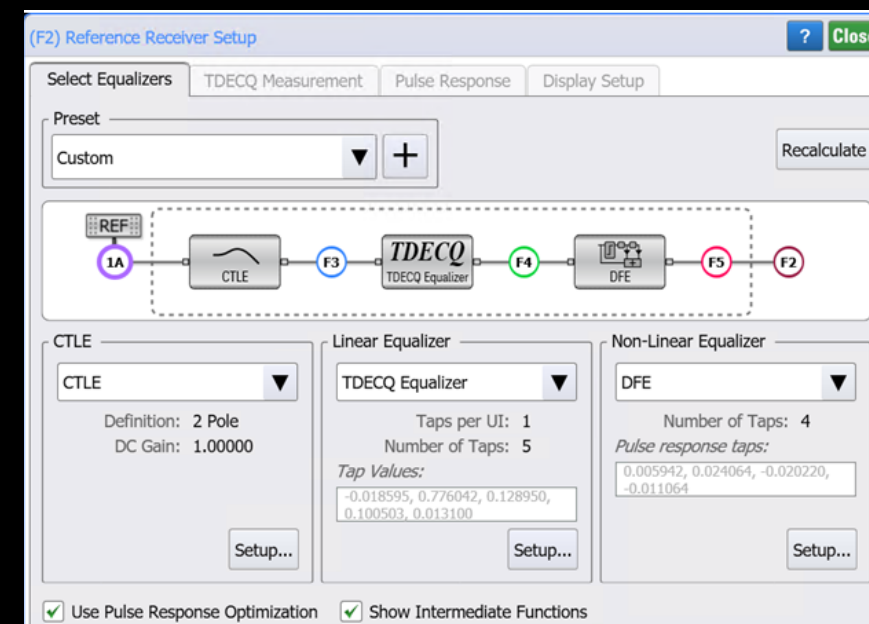 (F2) Reference Receiver Setup
?
Close
Select Equalizers
TDECQ Measurement
Pulse Response
Display Setup
Preset
Custom
+
Recalculate
REF
1A
CTLE
F3
TDECQ
TDECQ Equalizer
F4
DFE
F5
F2
CTLE
CTLE
Definition: 2 Pole
DC Gain: 1.00000
Setup...
Linear Equalizer
TDECQ Equalizer
Taps per UI: 1
Number of Taps: 5
Tap Values:
-0.018595, 0.776042, 0.128950,
0.100503, 0.013100
Setup...
Non-Linear Equalizer
DFE
Number of Taps: 4
Pulse response taps:
0.005942, 0.024064, -0.020220,
-0.011064
Setup...
Use Pulse Response Optimization
Show Intermediate Functions